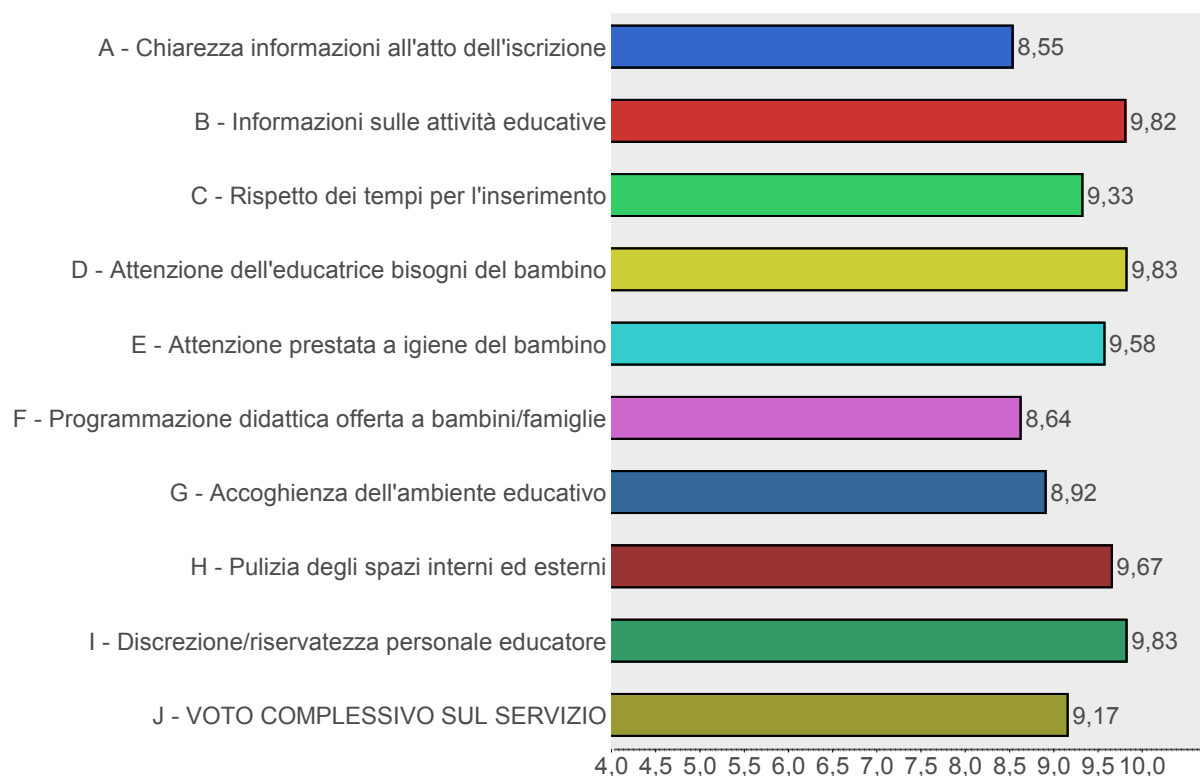 A - Chiarezza informazioni all'atto dell'iscrizione 8,55
B - Informazioni sulle attività educative 9,82
C - Rispetto dei tempi per l'inserimento 9,33
D - Attenzione dell'educatrice bisogni del bambino 9,83
E - Attenzione prestata a igiene del bambino 9,58
F - Programmazione didattica offerta a bambini/famiglie 8,64
G - Accoghienza dell'ambiente educativo 8,92
H - Pulizia degli spazi interni ed esterni 9,67
I - Discrezione/riservatezza personale educatore 9,83
J - VOTO COMPLESSIVO SUL SERVIZIO 9,17
4,0 4,5 5,0 5,5 6,0 6,5 7,0 7,5 8,0 8,5 9,0 9,5 10,0